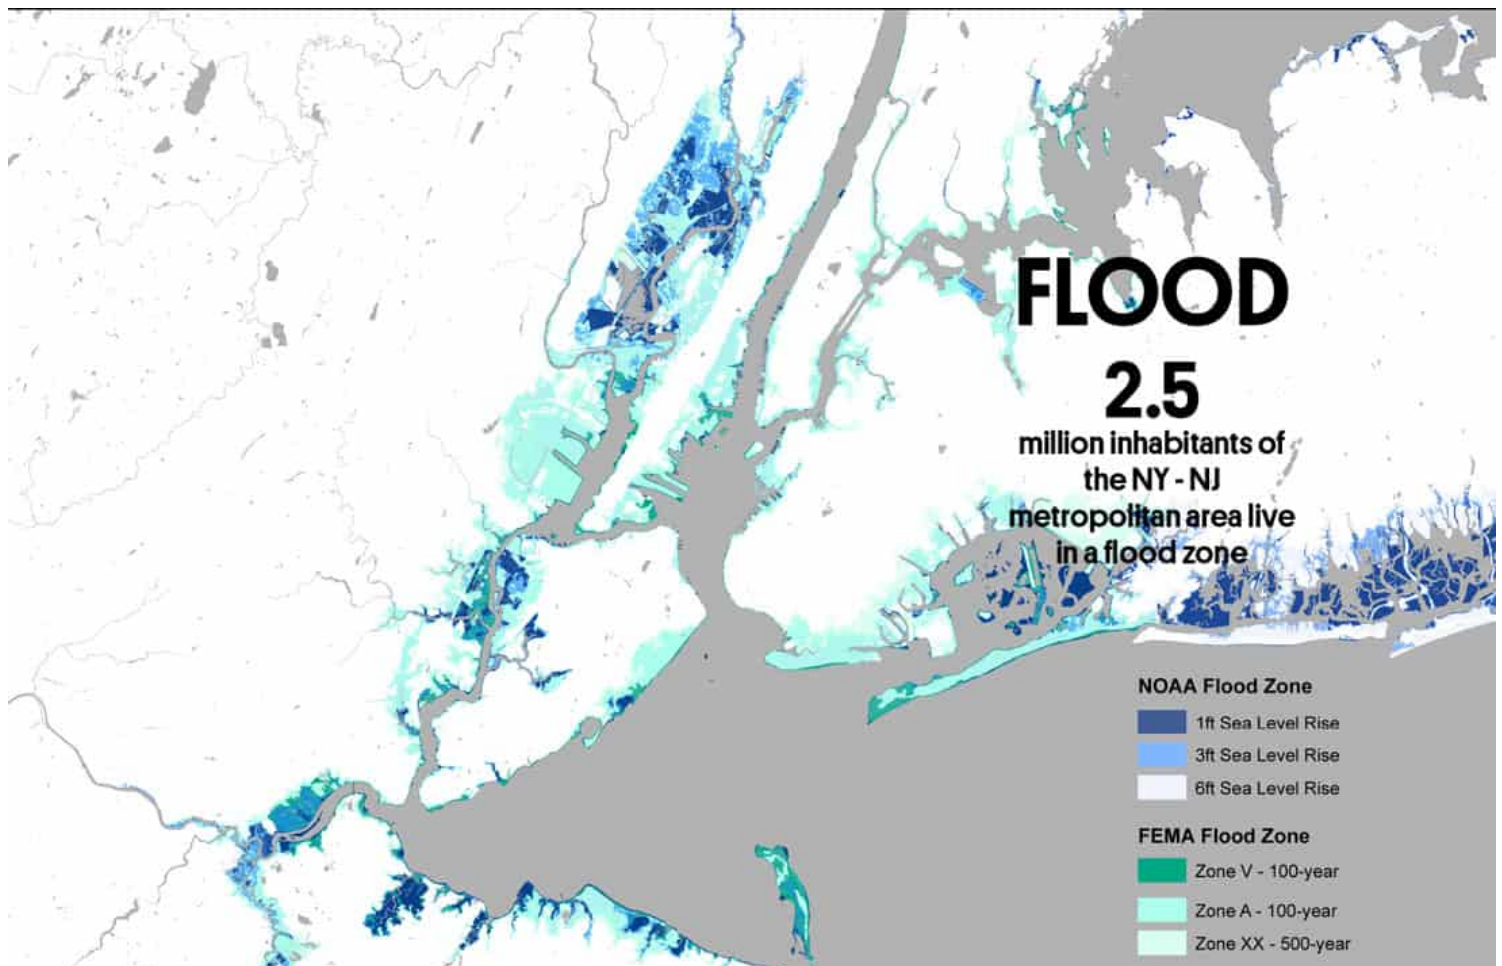 FLOOD
2.5
million inhabitants of
the NY - NJ
metropolitan area live
in a flood zone
NOAA Flood Zone
1ft Sea Level Rise
3ft Sea Level Rise
6ft Sea Level Rise
FEMA Flood Zone
Zone V - 100-year
Zone A - 100-year
Zone XX - 500-year